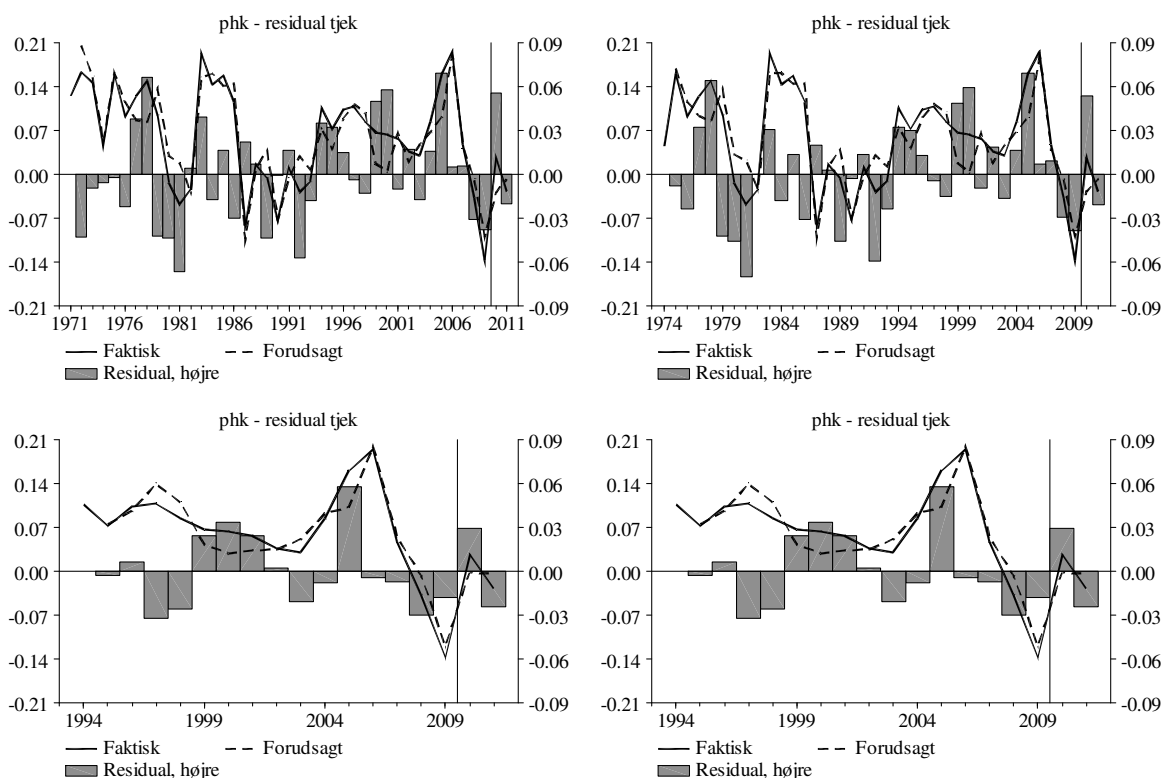 phk - residual tjek
0.21 0.09
0.14 0.06
0.07 0.03
0.00 0.00
-0.07 -0.03
-0.14 -0.06
-0.21 -0.09
1971 1976 1981 1986 1991 1996 2001 2006 2011
Faktisk Forudsagt
Residual, højre
phk - residual tjek
0.21 0.09
0.14 0.06
0.07 0.03
0.00 0.00
-0.07 -0.03
-0.14 -0.06
-0.21 -0.09
1974 1979 1984 1989 1994 1999 2004 2009
Faktisk Forudsagt
Residual, højre
phk - residual tjek
0.21 0.09
0.14 0.06
0.07 0.03
0.00 0.00
-0.07 -0.03
-0.14 -0.06
-0.21 -0.09
1994 1999 2004 2009
Faktisk Forudsagt
Residual, højre
phk - residual tjek
0.21 0.09
0.14 0.06
0.07 0.03
0.00 0.00
-0.07 -0.03
-0.14 -0.06
-0.21 -0.09
1994 1999 2004 2009
Faktisk Forudsagt
Residual, højre